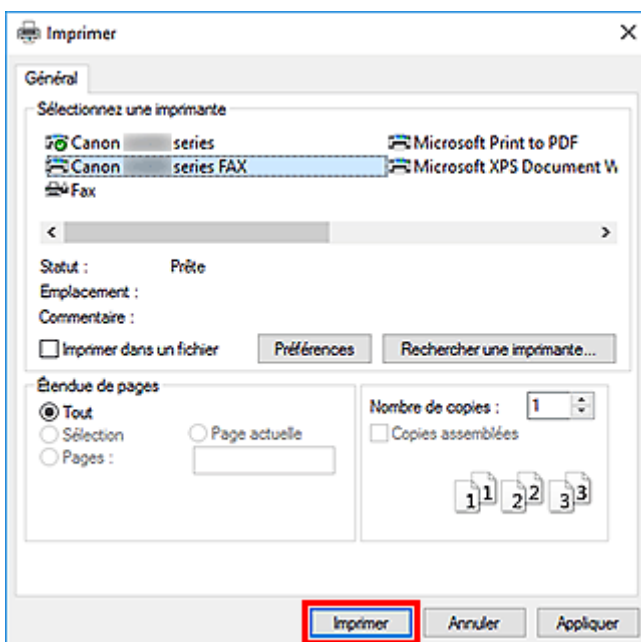 Imprimer
Général
Sélectionnez une imprimante
Canon series
Microsoft Print to PDF
Canon series FAX
Microsoft XPS Document W
Fax
Statut : Prête
Emplacement :
Commentaire :
Imprimer dans un fichier
Préférences
Rechercher une imprimante...
Étendue de pages
Tout
Sélection
Page actuelle
Pages :
Nombre de copies : 1
Copies assemblées
1 1 2 2 3 3
Imprimer
Annuler
Appliquer